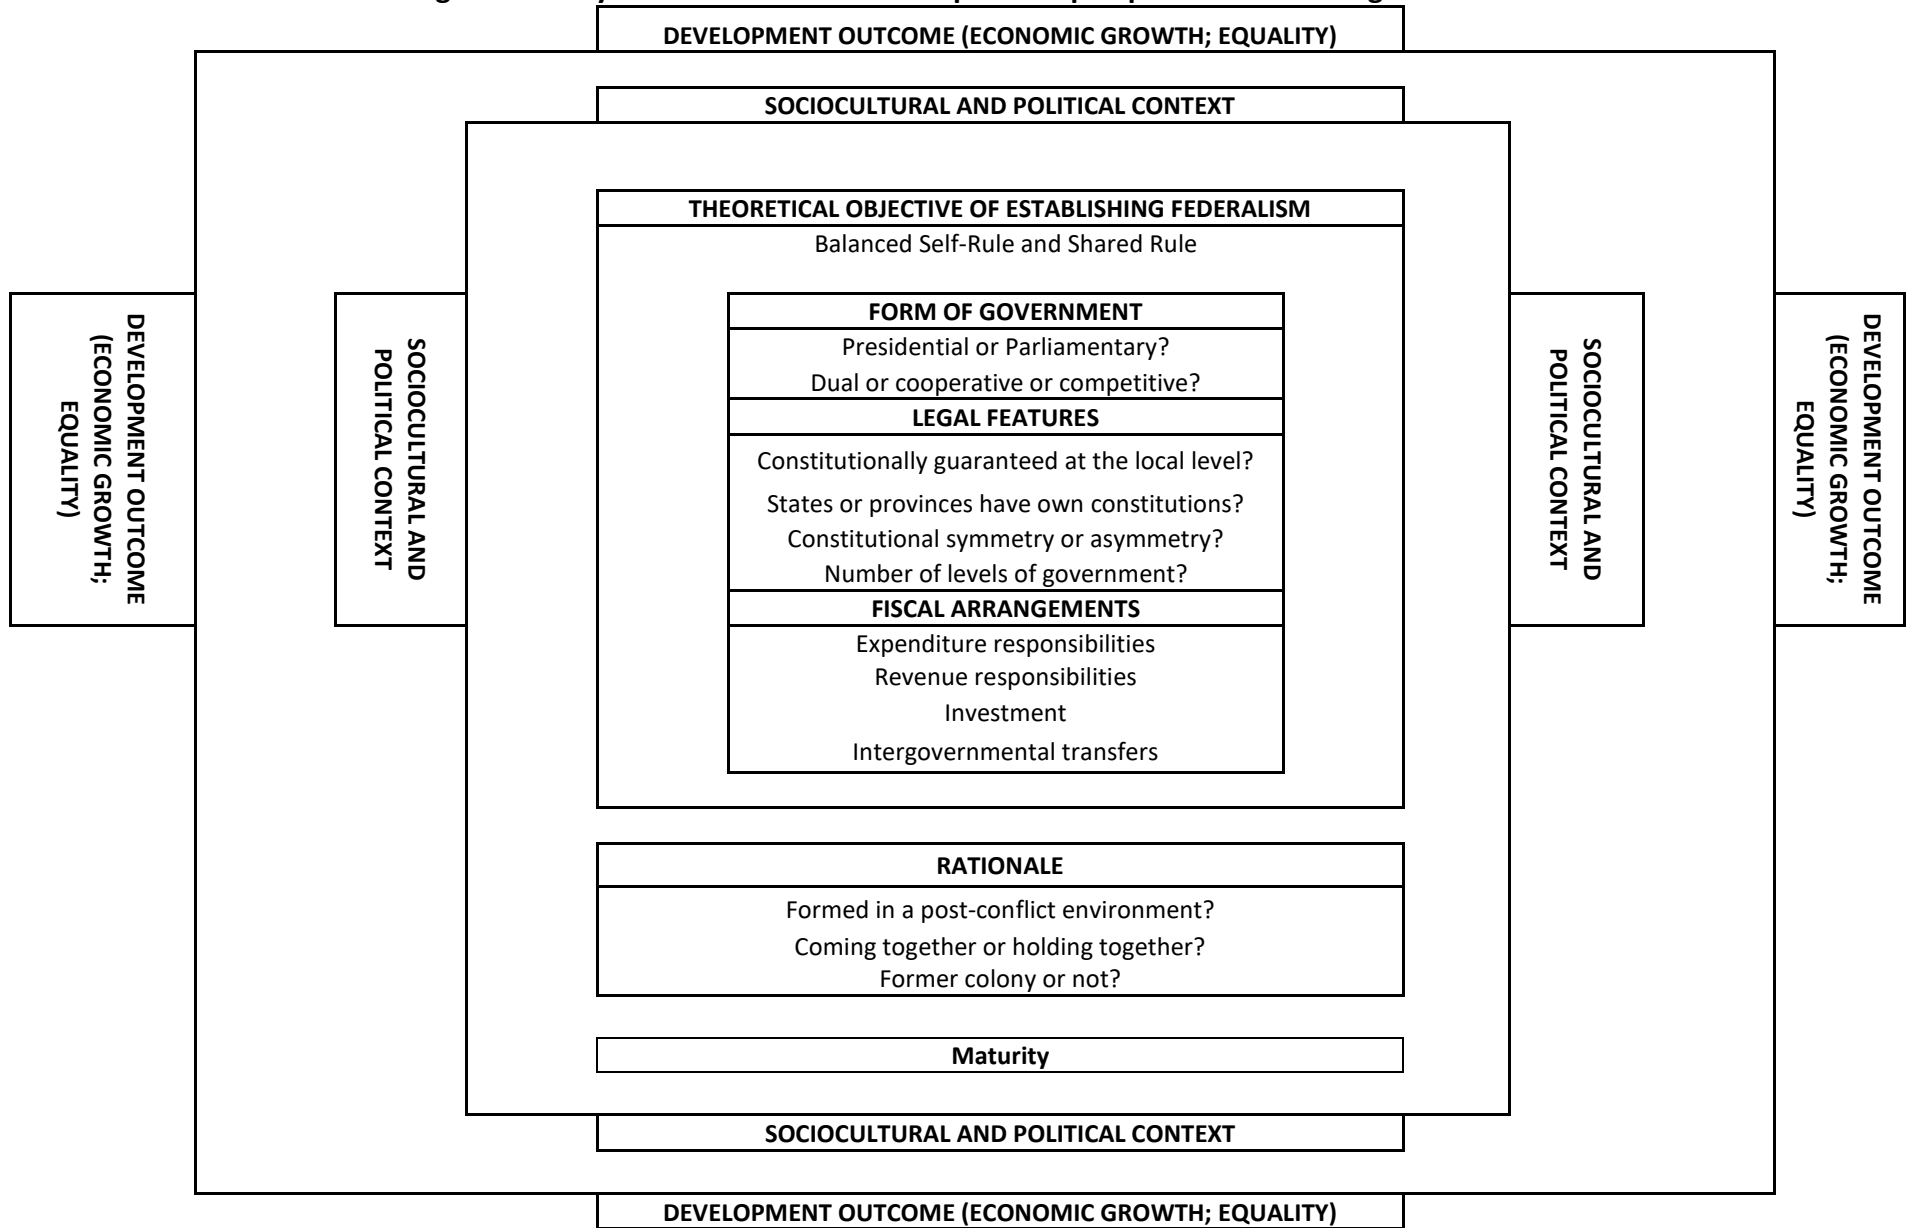 DEVELOPMENT OUTCOME (ECONOMIC GROWTH; EQUALITY)
SOCIOCULTURAL AND POLITICAL CONTEXT
THEORETICAL OBJECTIVE OF ESTABLISHING FEDERALISM
Balanced Self-Rule and Shared Rule
DEVELOPMENT OUTCOME
(ECONOMIC GROWTH;
EQUALITY)
SOCIOCULTURAL AND
POLITICAL CONTEXT
FORM OF GOVERNMENT
Presidential or Parliamentary?
Dual or cooperative or competitive?
LEGAL FEATURES
Constitutionally guaranteed at the local level?
States or provinces have own constitutions?
Constitutional symmetry or asymmetry?
Number of levels of government?
FISCAL ARRANGEMENTS
Expenditure responsibilities
Revenue responsibilities
Investment
Intergovernmental transfers
SOCIOCULTURAL AND
POLITICAL CONTEXT
DEVELOPMENT OUTCOME
(ECONOMIC GROWTH;
EQUALITY)
RATIONALE
Formed in a post-conflict environment?
Coming together or holding together?
Former colony or not?
Maturity
SOCIOCULTURAL AND POLITICAL CONTEXT
DEVELOPMENT OUTCOME (ECONOMIC GROWTH; EQUALITY)